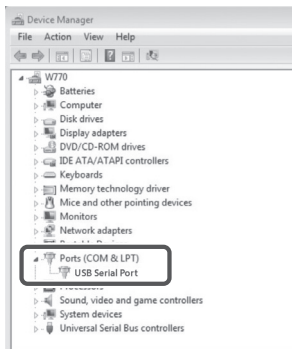 Device Manager
File Action View Help
W770
Batteries
Computer
Disk drives
Display adapters
DVD/CD-ROM drives
IDE ATA/ATAPI controllers
Keyboards
Memory technology driver
Mice and other pointing devices
Monitors
Network adapters
Ports (COM & LPT)
USB Serial Port
Sound, video and game controllers
System devices
Universal Serial Bus controllers